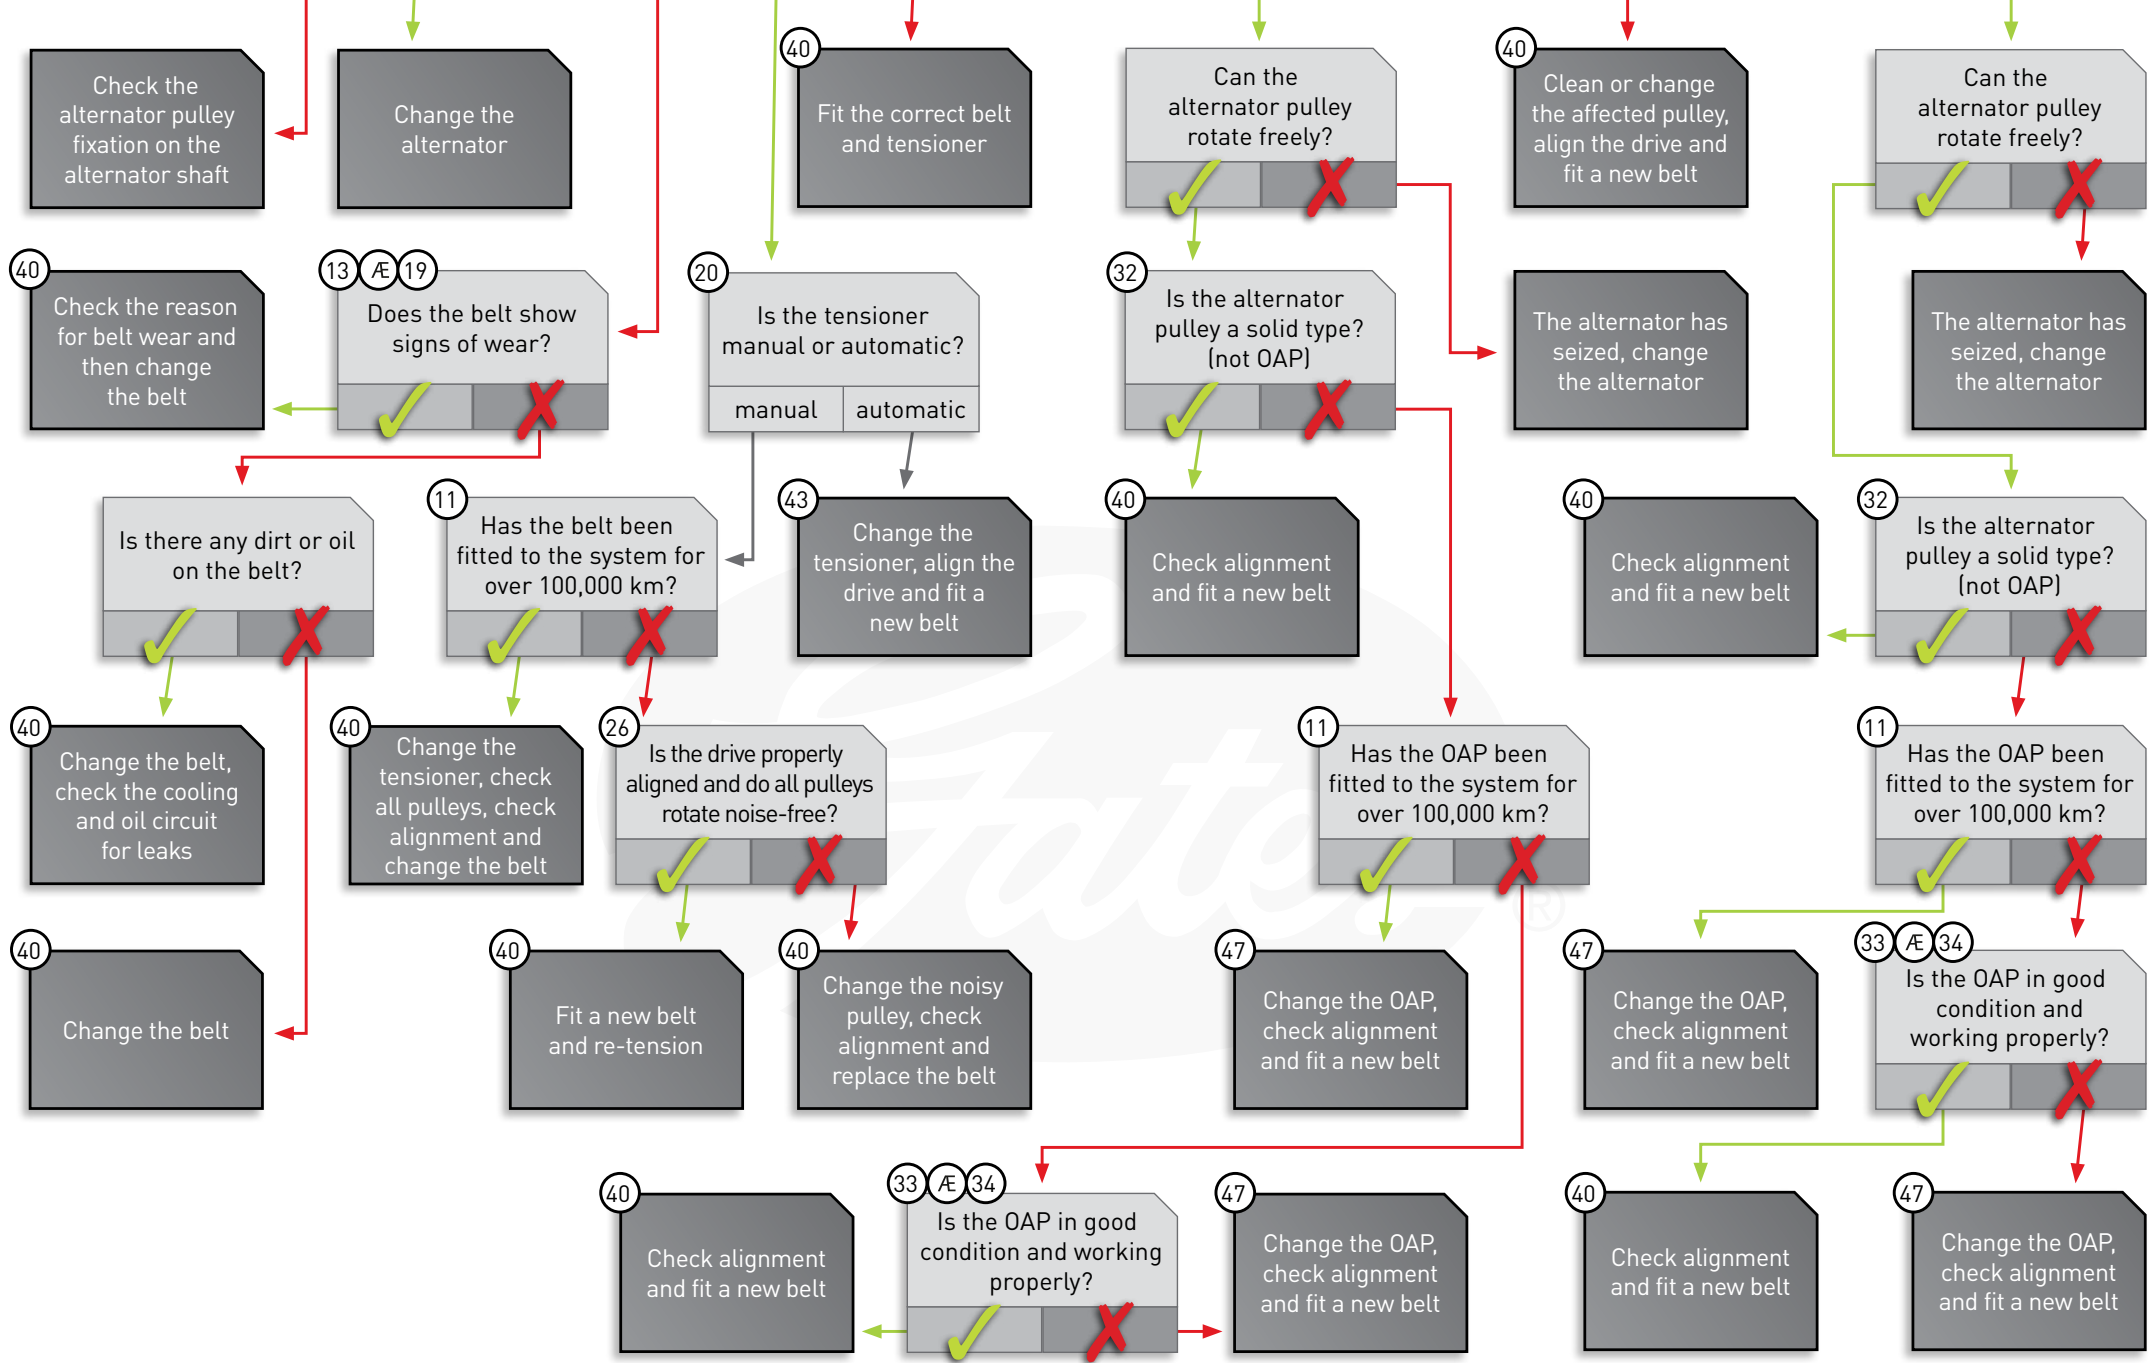 Check the
alternator pulley
fixation on the
alternator shaft
Change the
alternator
40
Fit the correct belt
and tensioner
Can the
alternator pulley
rotate freely?
40
Clean or change
the affected pulley,
align the drive and
fit a new belt
Can the
alternator pulley
rotate freely?
40
Check the reason
for belt wear and
then change
the belt
13 Æ 19
Does the belt show
signs of wear?
20
Is the tensioner
manual or automatic?
manual automatic
32
Is the alternator
pulley a solid type?
(not OAP)
The alternator has
seized, change
the alternator
The alternator has
seized, change
the alternator
Is there any dirt or oil
on the belt?
11
Has the belt been
fitted to the system for
over 100,000 km?
43
Change the
tensioner, align the
drive and fit a
new belt
40
Check alignment
and fit a new belt
40
Check alignment
and fit a new belt
32
Is the alternator
pulley a solid type?
(not OAP)
40
Change the belt,
check the cooling
and oil circuit
for leaks
40
Change the
tensioner, check
all pulleys, check
alignment and
change the belt
26
Is the drive properly
aligned and do all pulleys
rotate noise-free?
11
Has the OAP been
fitted to the system for
over 100,000 km?
11
Has the OAP been
fitted to the system for
over 100,000 km?
40
Change the belt
40
Fit a new belt
and re-tension
40
Change the noisy
pulley, check
alignment and
replace the belt
47
Change the OAP,
check alignment
and fit a new belt
47
Change the OAP,
check alignment
and fit a new belt
33 Æ 34
Is the OAP in good
condition and
working properly?
40
Check alignment
and fit a new belt
33 Æ 34
Is the OAP in good
condition and working
properly?
47
Change the OAP,
check alignment
and fit a new belt
40
Check alignment
and fit a new belt
47
Change the OAP,
check alignment
and fit a new belt
Gates ®